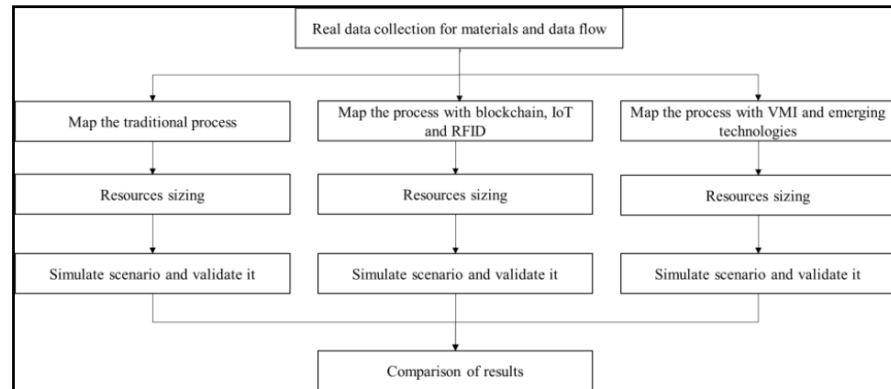 Real data collection for materials and data flow
Map the traditional process
Map the process with blockchain, IoT
and RFID
Map the process with VMI and emerging
technologies
Resources sizing
Resources sizing
Resources sizing
Simulate scenario and validate it
Simulate scenario and validate it
Simulate scenario and validate it
Comparison of results